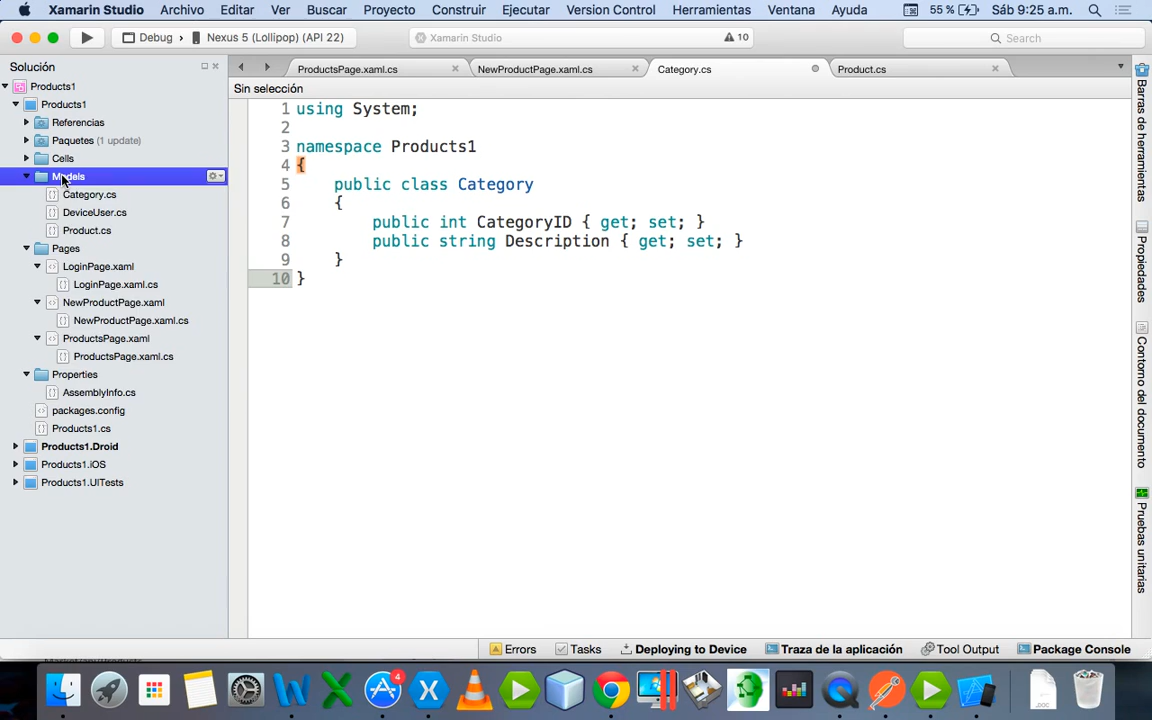 Xamarin Studio Archivo Editar Ver Buscar Proyecto Construir Ejecutar Version Control Herramientas Ventana Ayuda 55 % Sáb 9:25 a.m.
Debug Nexus 5 (Lollipop) (API 22) Xamarin Studio 10 Search
Solución
ProductsPage.xaml.cs NewProductPage.xaml.cs Category.cs Product.cs
Sin selección
Products1
Products1
Referencias
Paquetes (1 update)
Cells
Models
Category.cs
DeviceUser.cs
Product.cs
Pages
LoginPage.xaml
LoginPage.xaml.cs
NewProductPage.xaml
NewProductPage.xaml.cs
ProductsPage.xaml
ProductsPage.xaml.cs
Properties
AssemblyInfo.cs
packages.config
Products1.cs
Products1.Droid
Products1.iOS
Products1.UITests
1 using System;
2
3 namespace Products1
4 {
5 public class Category
6 {
7 public int CategoryID { get; set; }
8 public string Description { get; set; }
9 }
10 }
Barras de herramientas
Propiedades
Contorno del documento
Pruebas unitarias
Errors Tasks Deploying to Device Traza de la aplicación Tool Output Package Console
4
.DOC